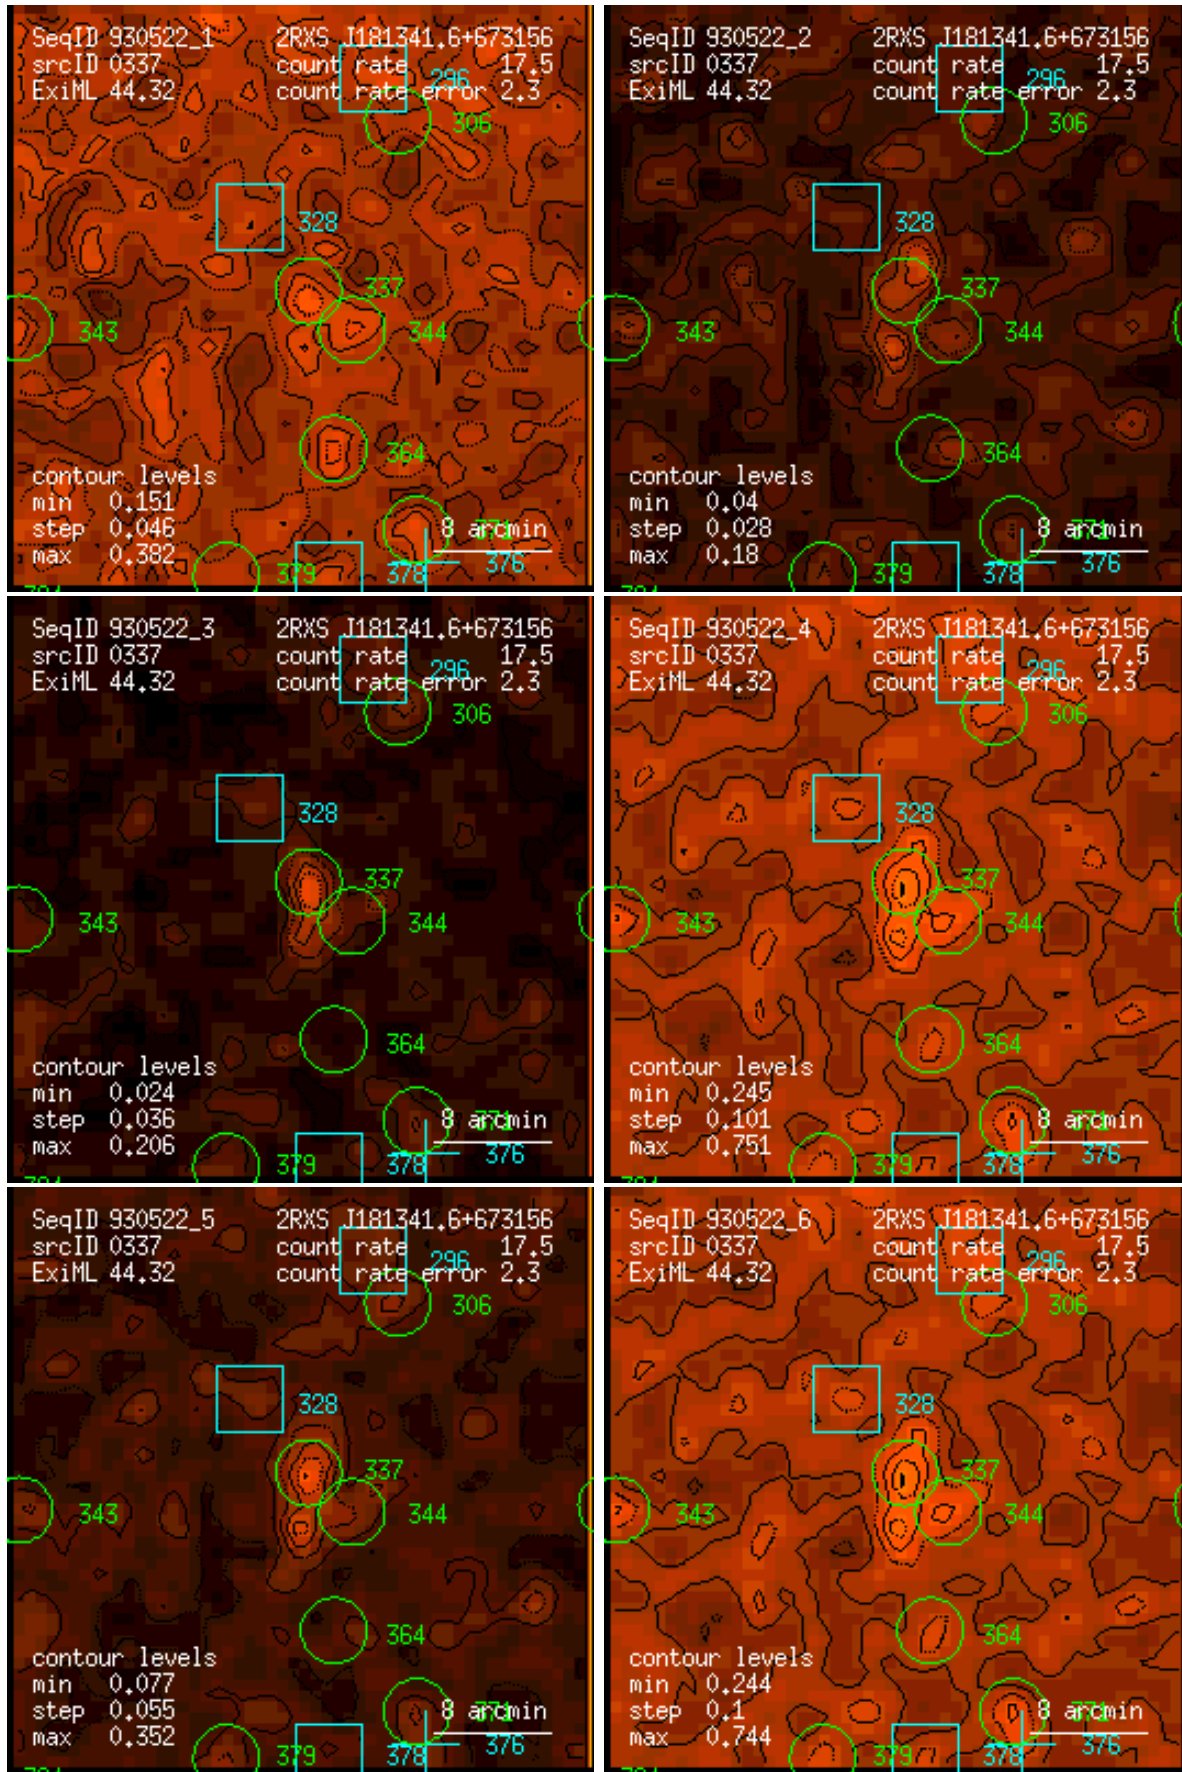 SeqID 930522_1 2RXS J181341.6+673156
srcID 0337 count rate 17.5
296
ExiML 44.32 count rate error 2.3
306
328
337
343 344
364
contour levels
min 0.151
step 0.046 371 8 arcmin
max 0.382 379 378 376
SeqID 930522_2 2RXS J181341.6+673156
srcID 0337 count rate 17.5
296
ExiML 44.32 count rate error 2.3
306
328
337
343 344
364
contour levels
min 0.04
step 0.028 371 8 arcmin
max 0.18 379 378 376
SeqID 930522_3 2RXS J181341.6+673156
srcID 0337 count rate 17.5
296
ExiML 44.32 count rate error 2.3
306
328
337
343 344
364
contour levels
min 0.024
step 0.036 371 8 arcmin
max 0.206 379 378 376
SeqID 930522_4 2RXS J181341.6+673156
srcID 0337 count rate 17.5
296
ExiML 44.32 count rate error 2.3
306
328
337
343 344
364
contour levels
min 0.245
step 0.101 371 8 arcmin
max 0.751 379 378 376
SeqID 930522_5 2RXS J181341.6+673156
srcID 0337 count rate 17.5
296
ExiML 44.32 count rate error 2.3
306
328
337
343 344
364
contour levels
min 0.077
step 0.055 371 8 arcmin
max 0.352 379 378 376
SeqID 930522_6 2RXS J181341.6+673156
srcID 0337 count rate 17.5
296
ExiML 44.32 count rate error 2.3
306
328
337
343 344
364
contour levels
min 0.244
step 0.1 371 8 arcmin
max 0.744 379 378 376